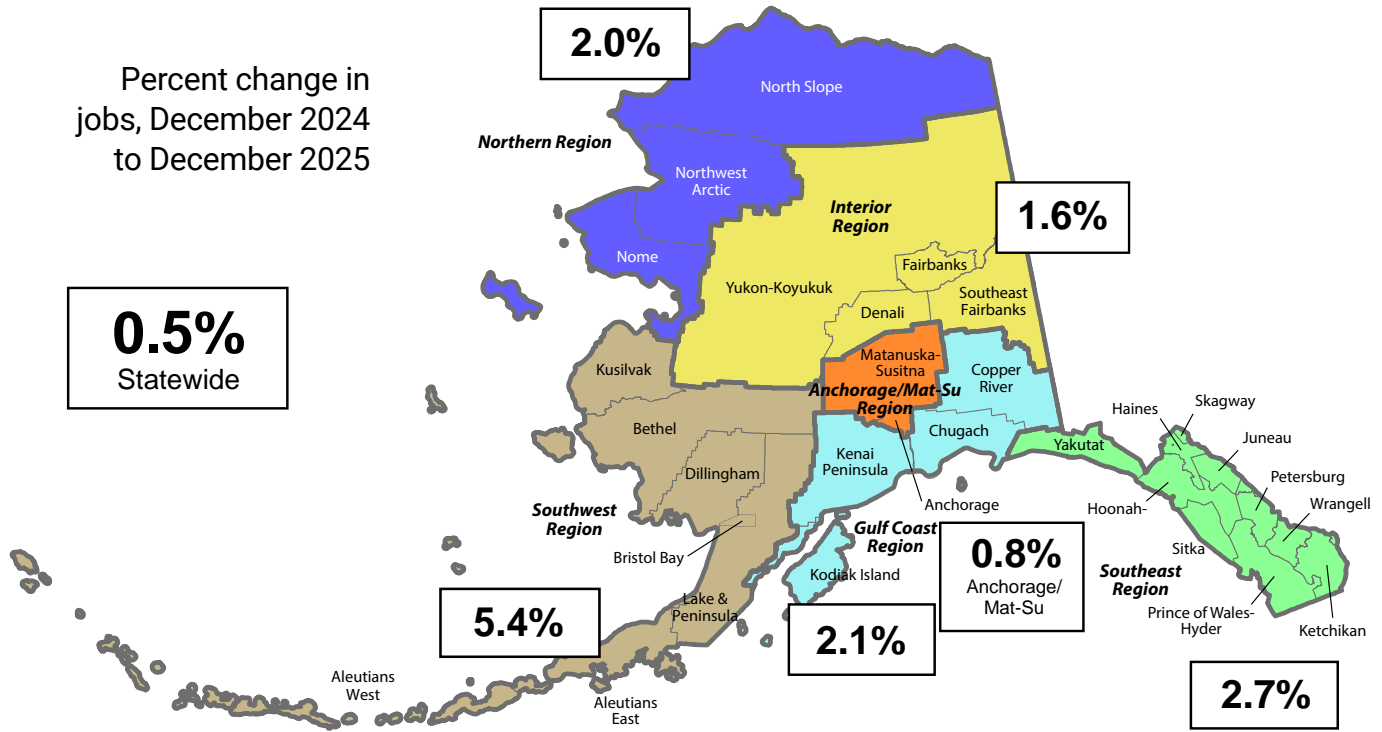 Percent change in
jobs, December 2024
to December 2025
0.5%
Statewide
2.0%
North Slope
Northern Region
Northwest
Arctic
Nome
Interior
Region
1.6%
Fairbanks
Yukon-Koyukuk
Southeast
Fairbanks
Denali
Matanuska-
Susitna
Anchorage/Mat-Su
Region
Copper
River
Kusilvak
Bethel
Dillingham
Kenai
Peninsula
Chugach
Yakutat
Haines
Skagway
Juneau
Petersburg
Wrangell
Hoonah-
Sitka
Southeast
Region
Prince of Wales-
Hyder
Ketchikan
2.7%
Anchorage
0.8%
Anchorage/
Mat-Su
Gulf Coast
Region
Kodiak Island
2.1%
Southwest
Region
Bristol Bay
Lake &
Peninsula
5.4%
Aleutians
West
Aleutians
East